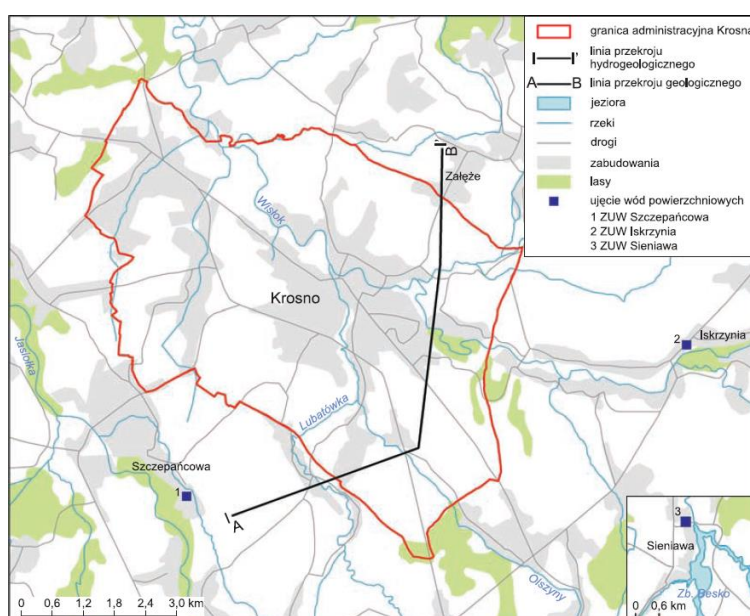 granica administracyjna Krosna
I I'
linia przekroju
hydrogeologicznego
A B linia przekroju geologicznego
jeziora
rzeki
drogi
zabudowania
lasy
ujęcie wód powierzchniowych
1 ZUW Szczepańcowa
2 ZUW Iskrzynia
3 ZUW Sieniawa
I'
B
Załęże
Wisłok
Krosno
2 Iskrzynia
Jasiołka
Lubatówka
Szczepańcowa
1
I
A
3
Sieniawa
Olszyny
Zb. Besko
0 0,6 1,2 2,4 3,0 km
0 0,6 km